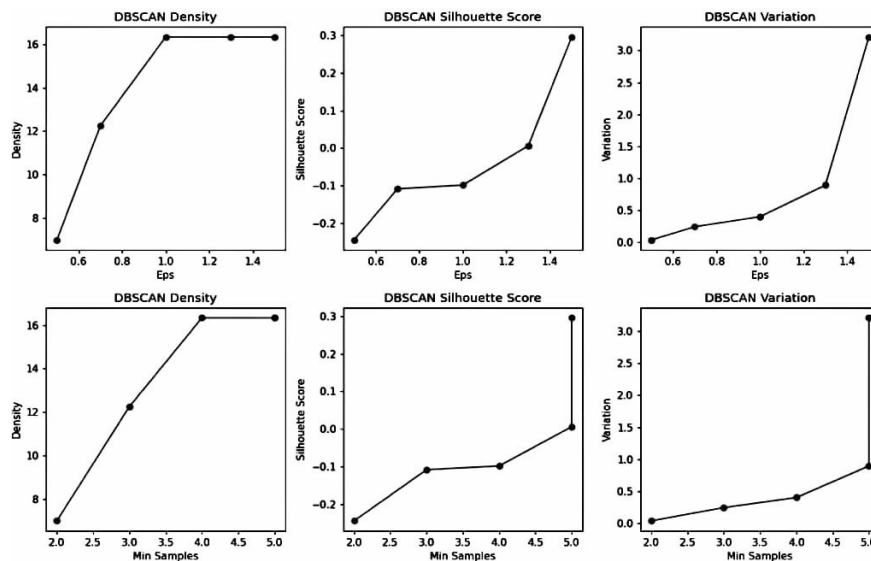 DBSCAN Density
16
14
12
10
8
Density
0.6 0.8 1.0 1.2 1.4
Eps
DBSCAN Silhouette Score
0.3
0.2
0.1
0.0
−0.1
−0.2
Silhouette Score
0.6 0.8 1.0 1.2 1.4
Eps
DBSCAN Variation
3.0
2.5
2.0
1.5
1.0
0.5
0.0
Variation
0.6 0.8 1.0 1.2 1.4
Eps
DBSCAN Density
16
14
12
10
8
Density
2.0 2.5 3.0 3.5 4.0 4.5 5.0
Min Samples
DBSCAN Silhouette Score
0.3
0.2
0.1
0.0
−0.1
−0.2
Silhouette Score
2.0 2.5 3.0 3.5 4.0 4.5 5.0
Min Samples
DBSCAN Variation
3.0
2.5
2.0
1.5
1.0
0.5
0.0
Variation
2.0 2.5 3.0 3.5 4.0 4.5 5.0
Min Samples